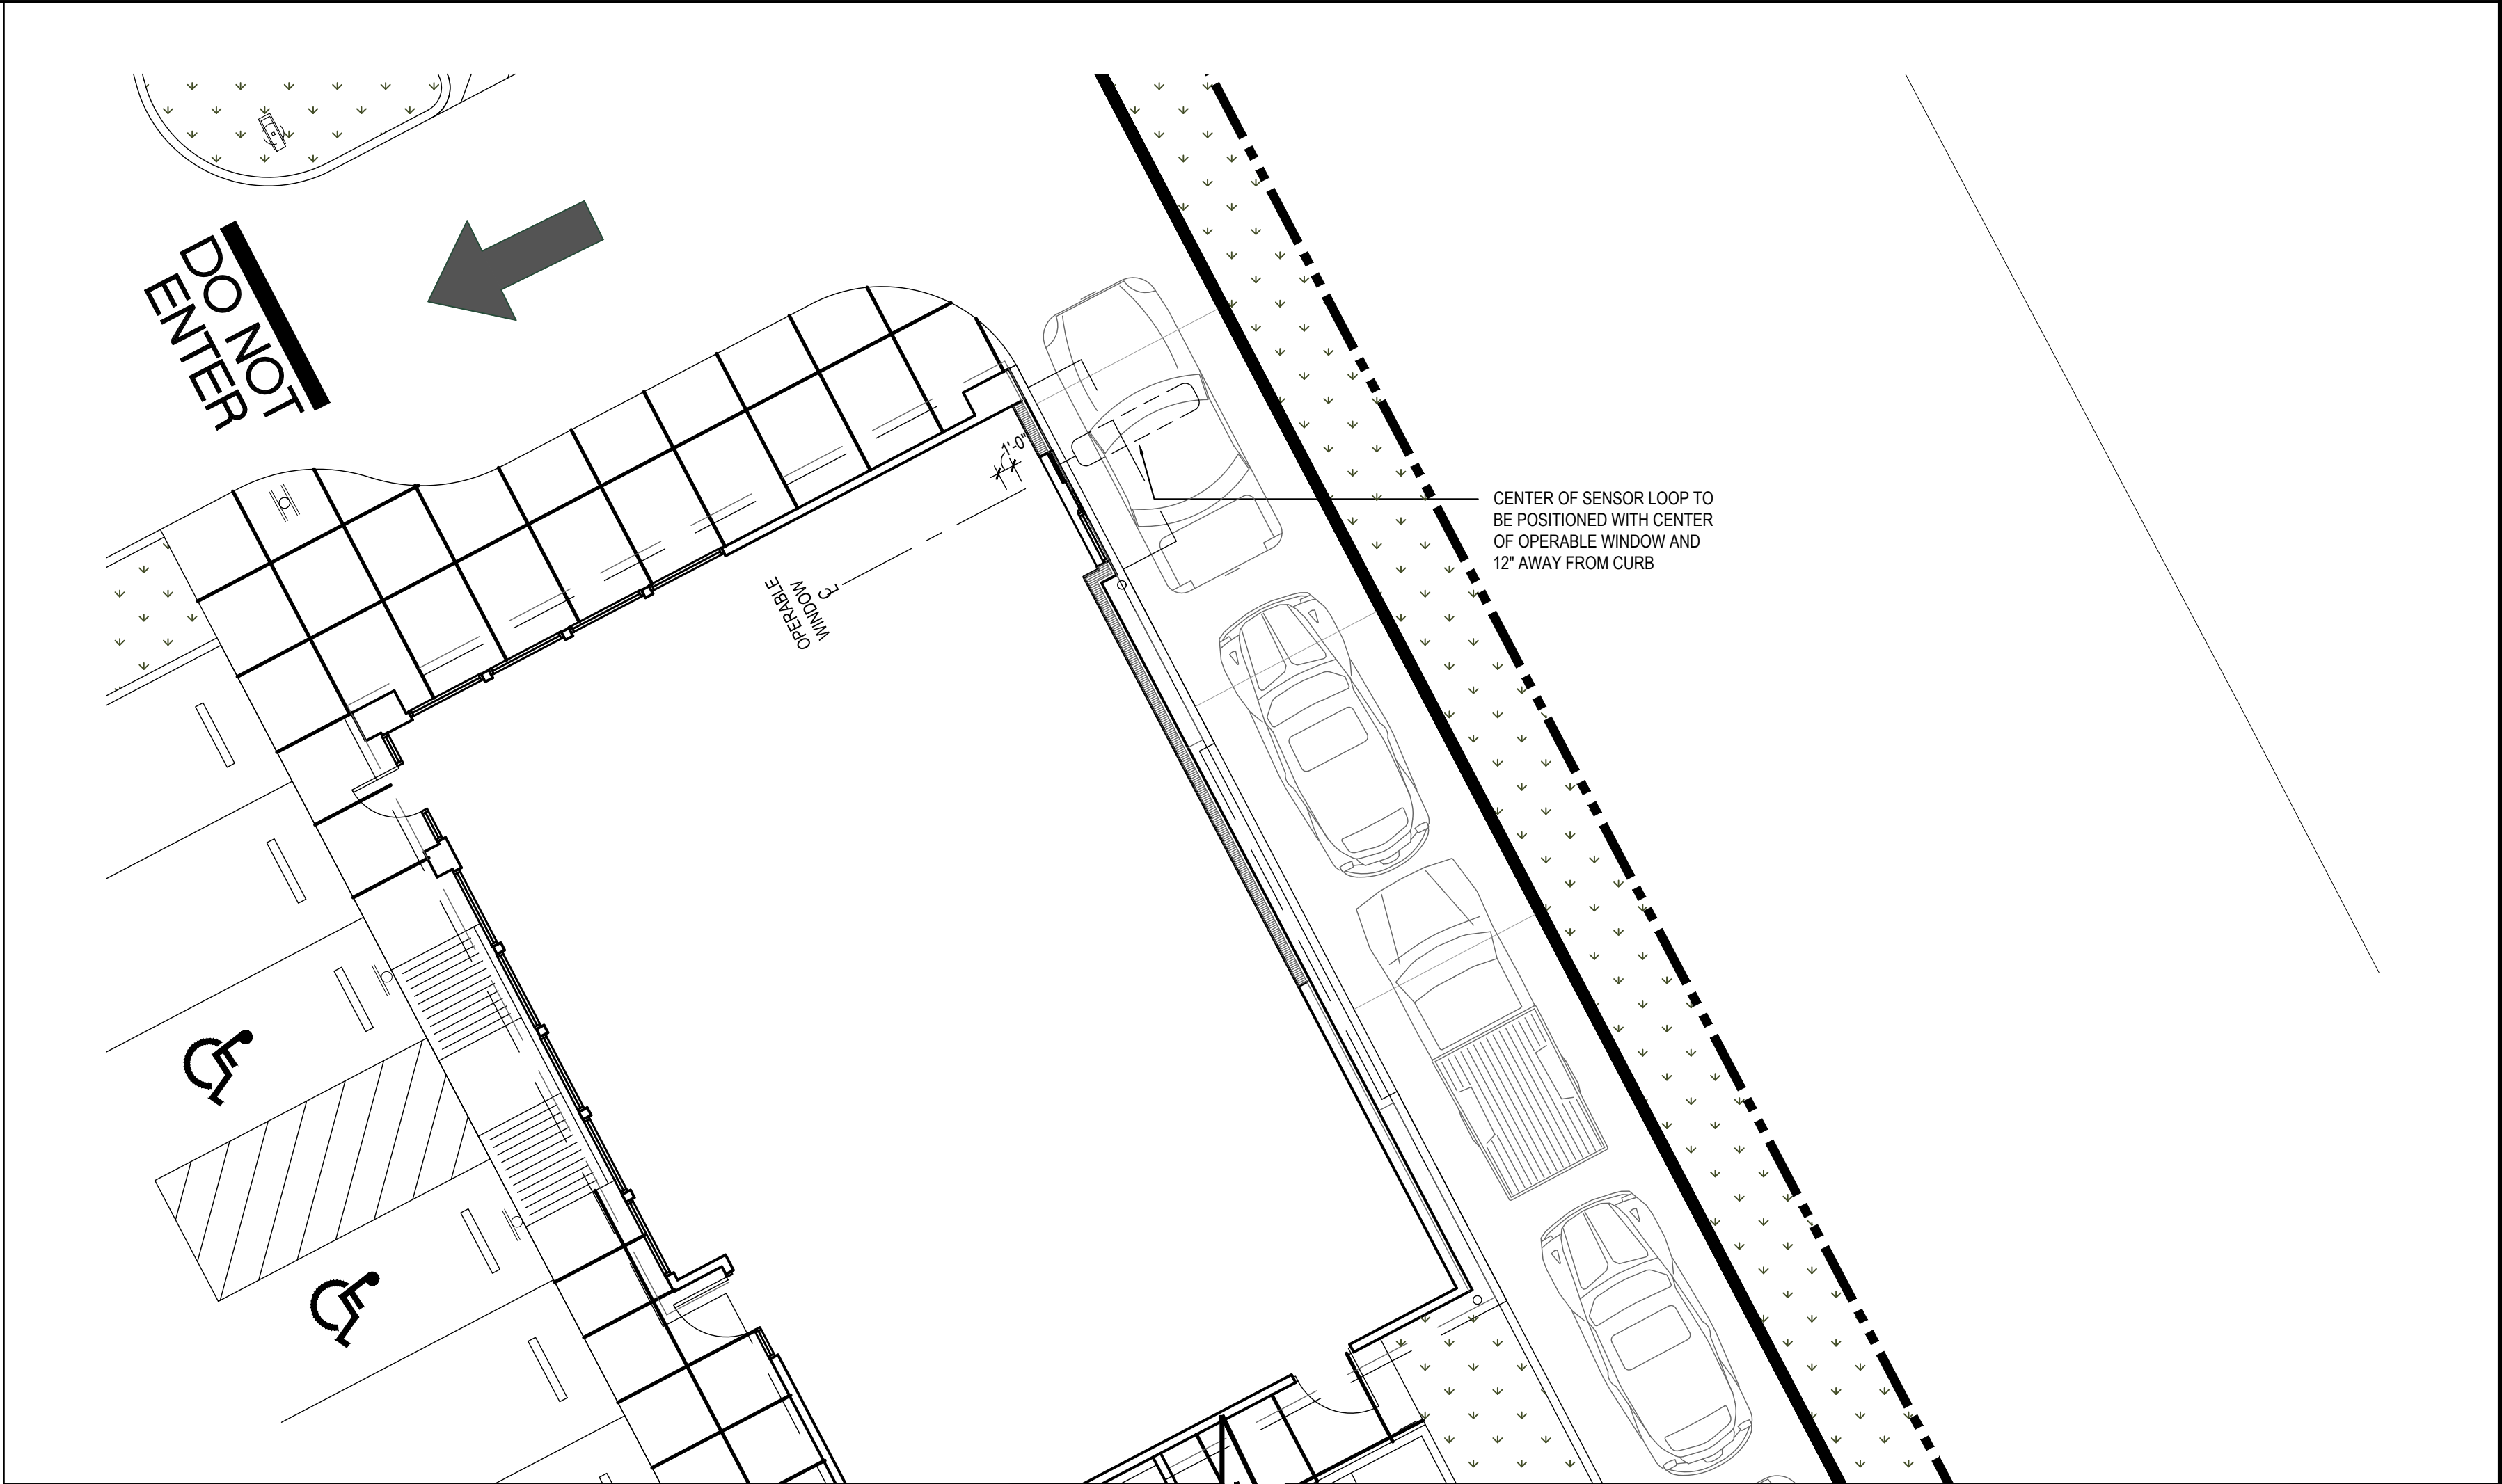 DO NOT
ENTER
1'-0"
OPERABLE
WINDOW
CL
CENTER OF SENSOR LOOP TO
BE POSITIONED WITH CENTER
OF OPERABLE WINDOW AND
12" AWAY FROM CURB